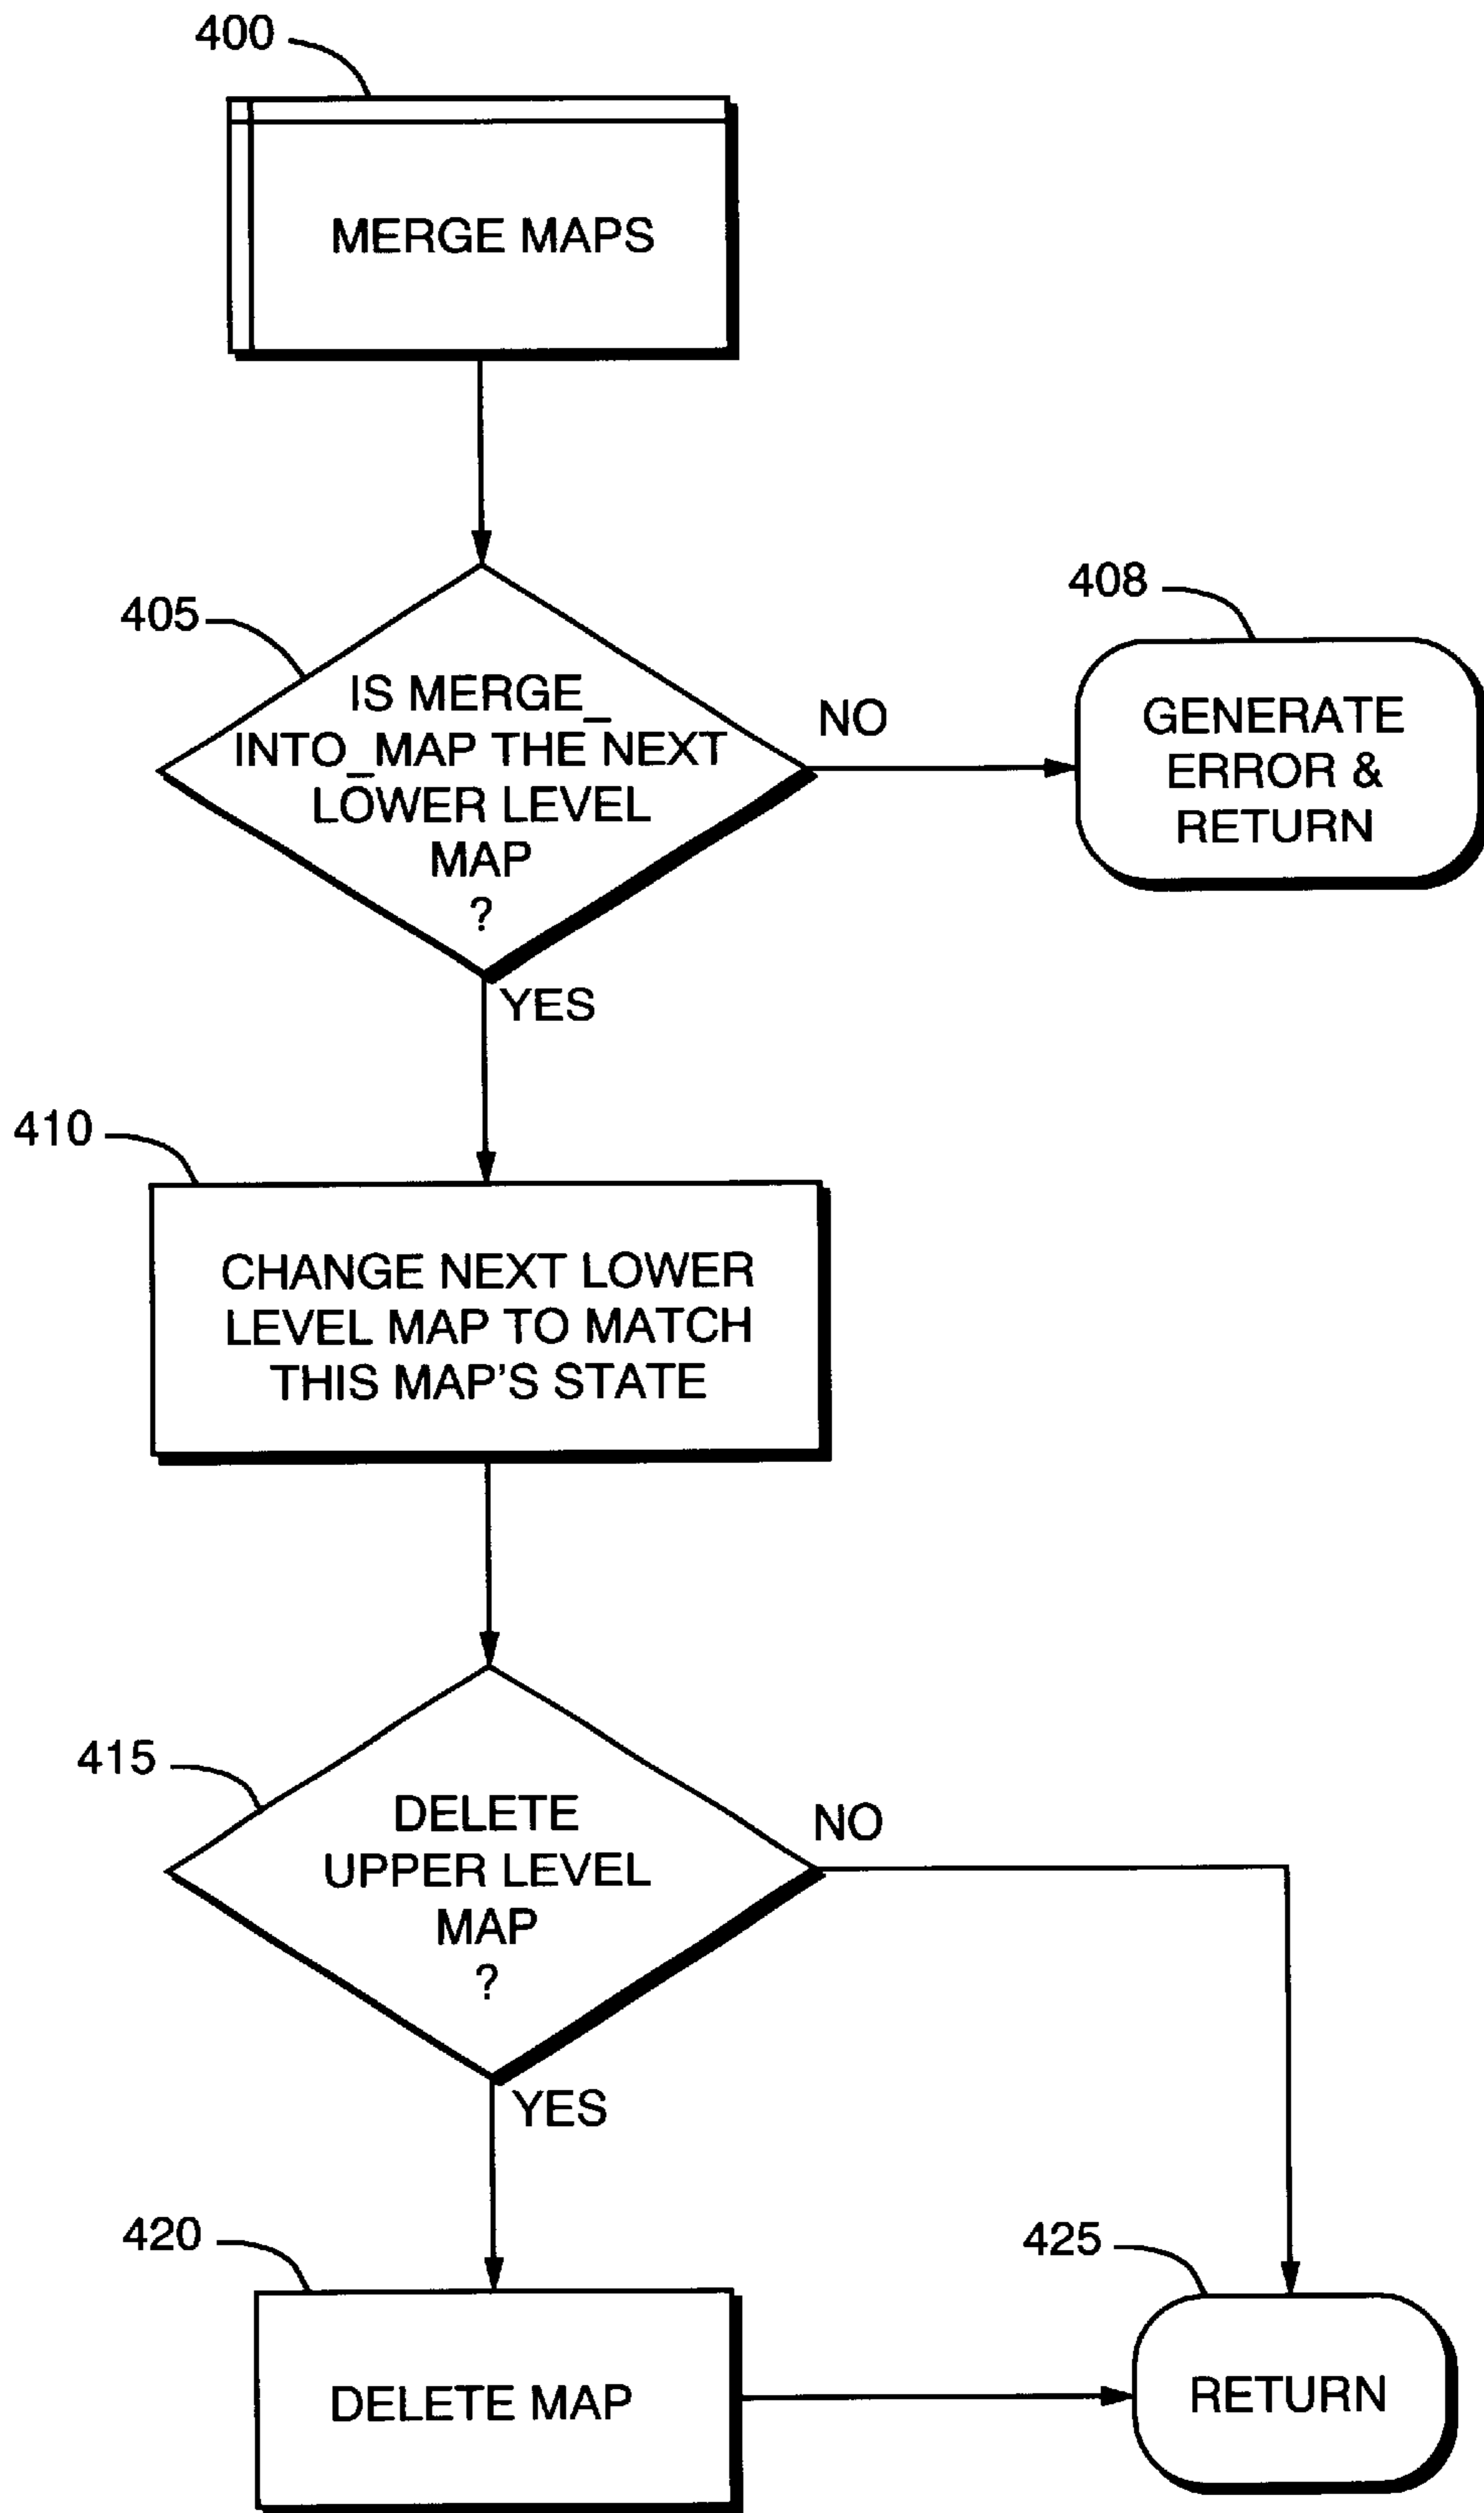 400
MERGE MAPS
405
IS MERGE_
INTO_MAP THE NEXT
LOWER LEVEL
MAP
?
NO
408
GENERATE
ERROR &
RETURN
YES
410
CHANGE NEXT LOWER
LEVEL MAP TO MATCH
THIS MAP'S STATE
415
DELETE
UPPER LEVEL
MAP
?
NO
YES
420
DELETE MAP
425
RETURN